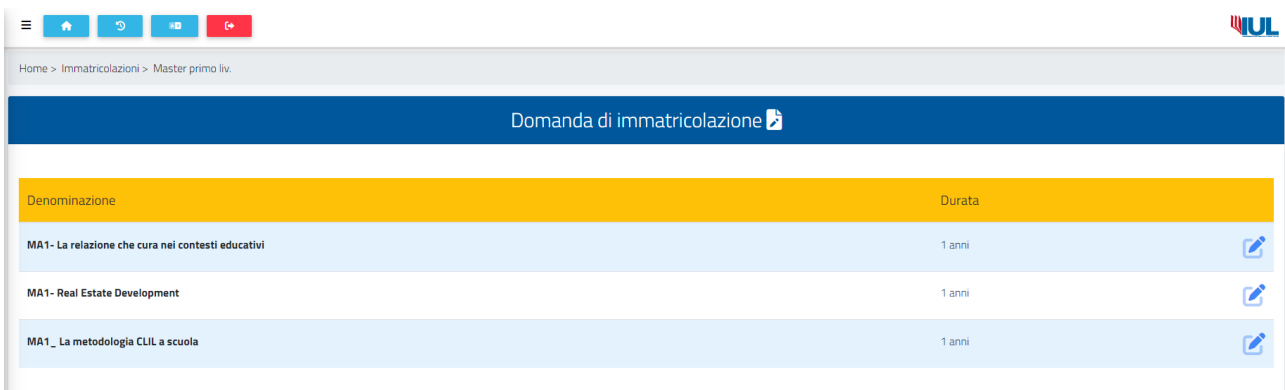 IUL
Home > Immatricolazioni > Master primo liv.
Domanda di immatricolazione
Denominazione Durata
MA1- La relazione che cura nei contesti educativi 1 anni
MA1- Real Estate Development 1 anni
MA1_ La metodologia CLIL a scuola 1 anni